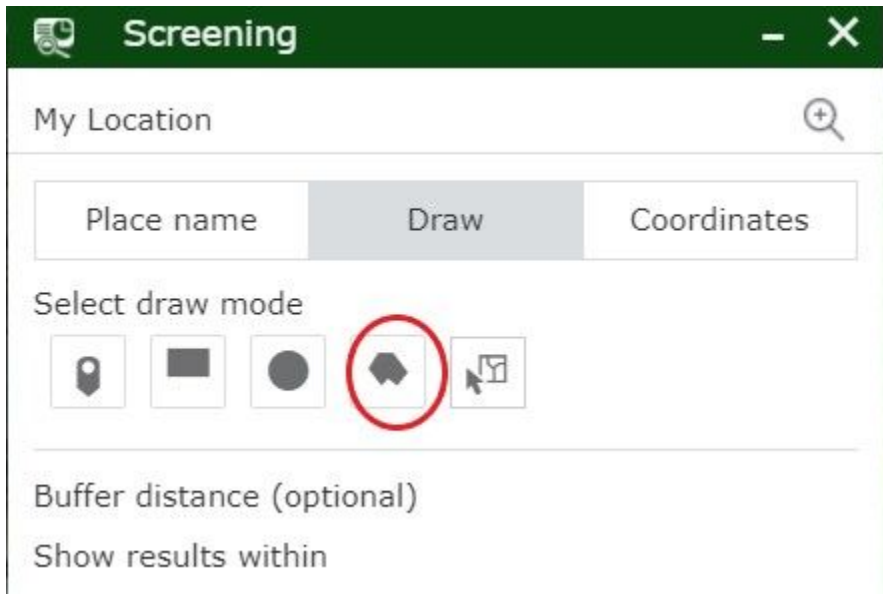 Screening
My Location
Place name Draw Coordinates
Select draw mode
Buffer distance (optional)
Show results within